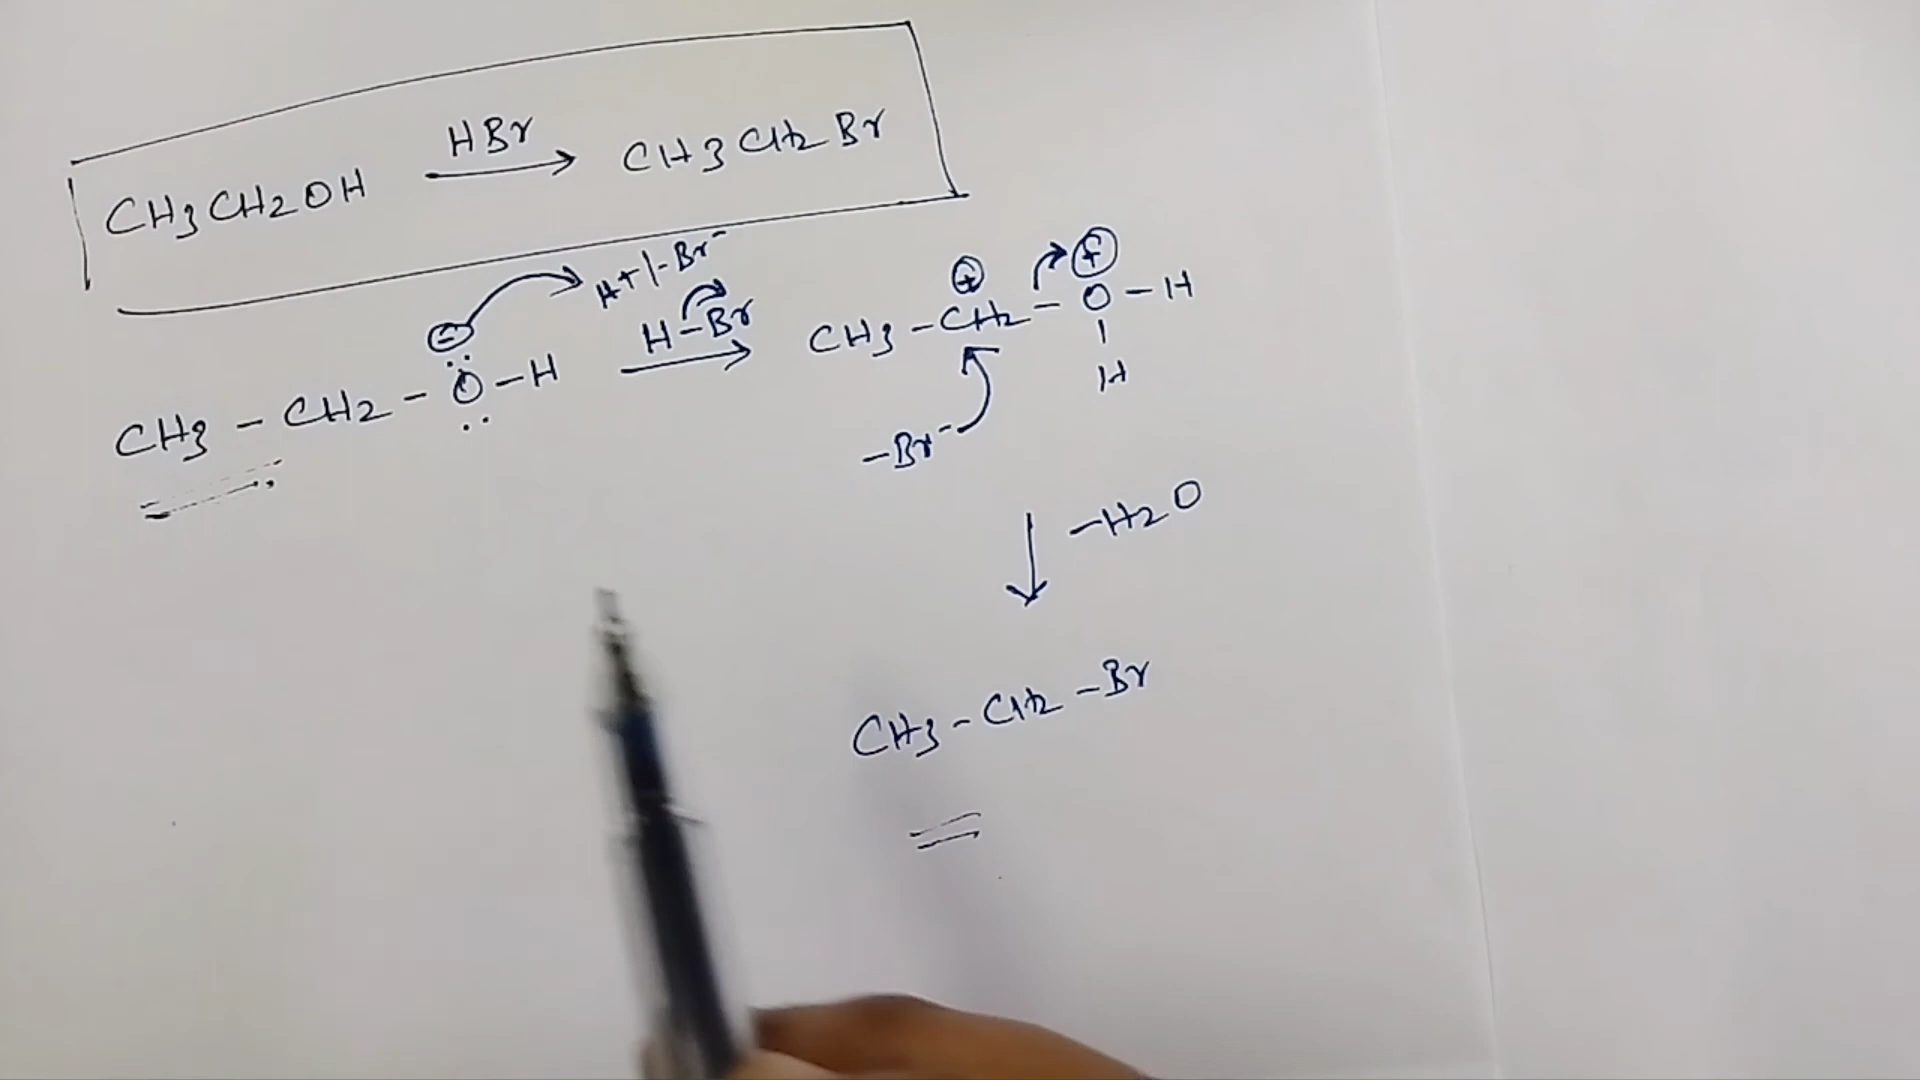 HBr
CH3CH2OH → CH3CH2Br
H+ | -Br-
⊖ H-Br ⊕ ⊕
CH3 - CH2 - Ö - H → CH3 - CH2 - O - H
|
H
-Br-
↓ -H2O
CH3 - CH2 - Br